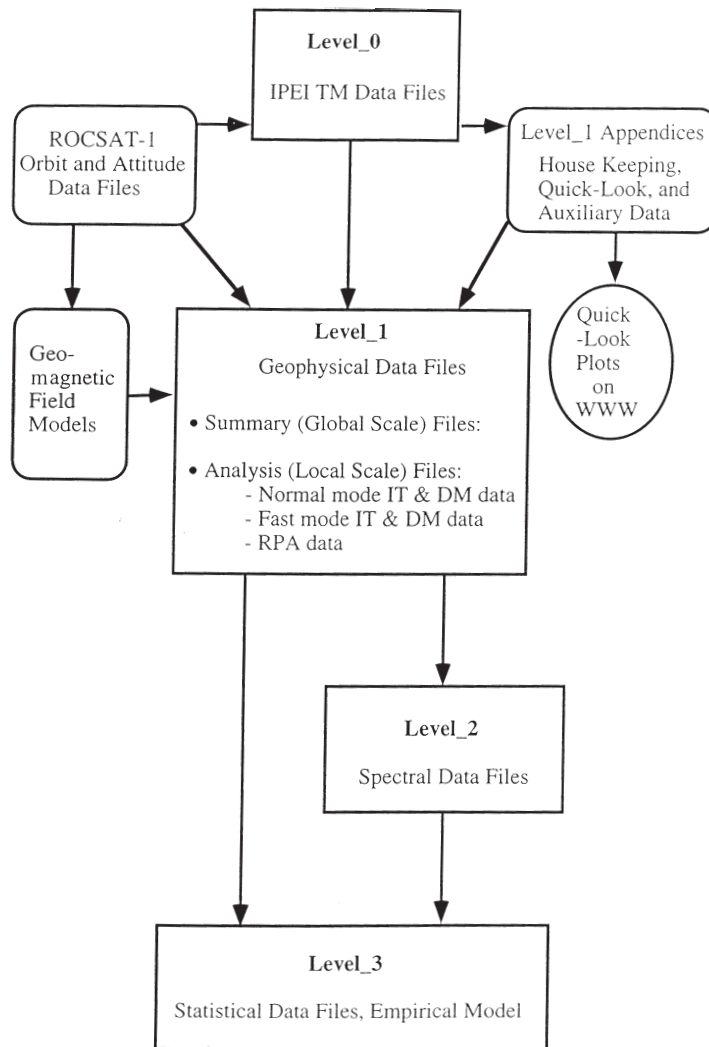 Level_0
IPEI TM Data Files
ROCSAT-1
Orbit and Attitude
Data Files
Level_1 Appendices
House Keeping,
Quick-Look, and
Auxiliary Data
Geo-
magnetic
Field
Models
Level_1
Geophysical Data Files
• Summary (Global Scale) Files:
• Analysis (Local Scale) Files:
- Normal mode IT & DM data
- Fast mode IT & DM data
- RPA data
Quick
-Look
Plots
on
WWW
Level_2
Spectral Data Files
Level_3
Statistical Data Files, Empirical Model